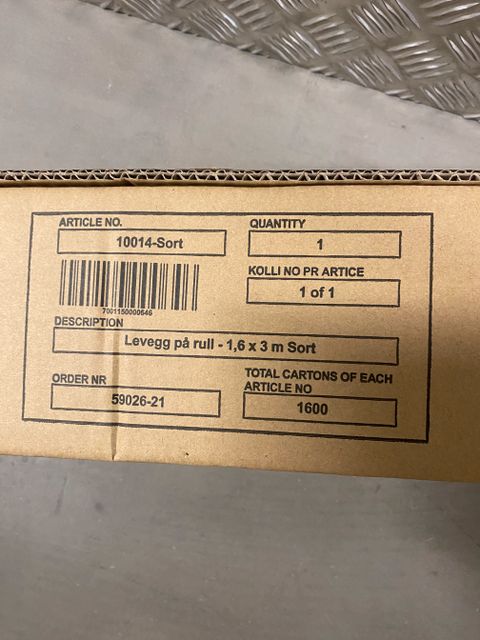 ARTICLE NO.
10014-Sort
QUANTITY
1
7001150000646
KOLLI NO PR ARTICE
1 of 1
DESCRIPTION
Levegg på rull - 1,6 x 3 m Sort
ORDER NR
59026-21
TOTAL CARTONS OF EACH
ARTICLE NO
1600